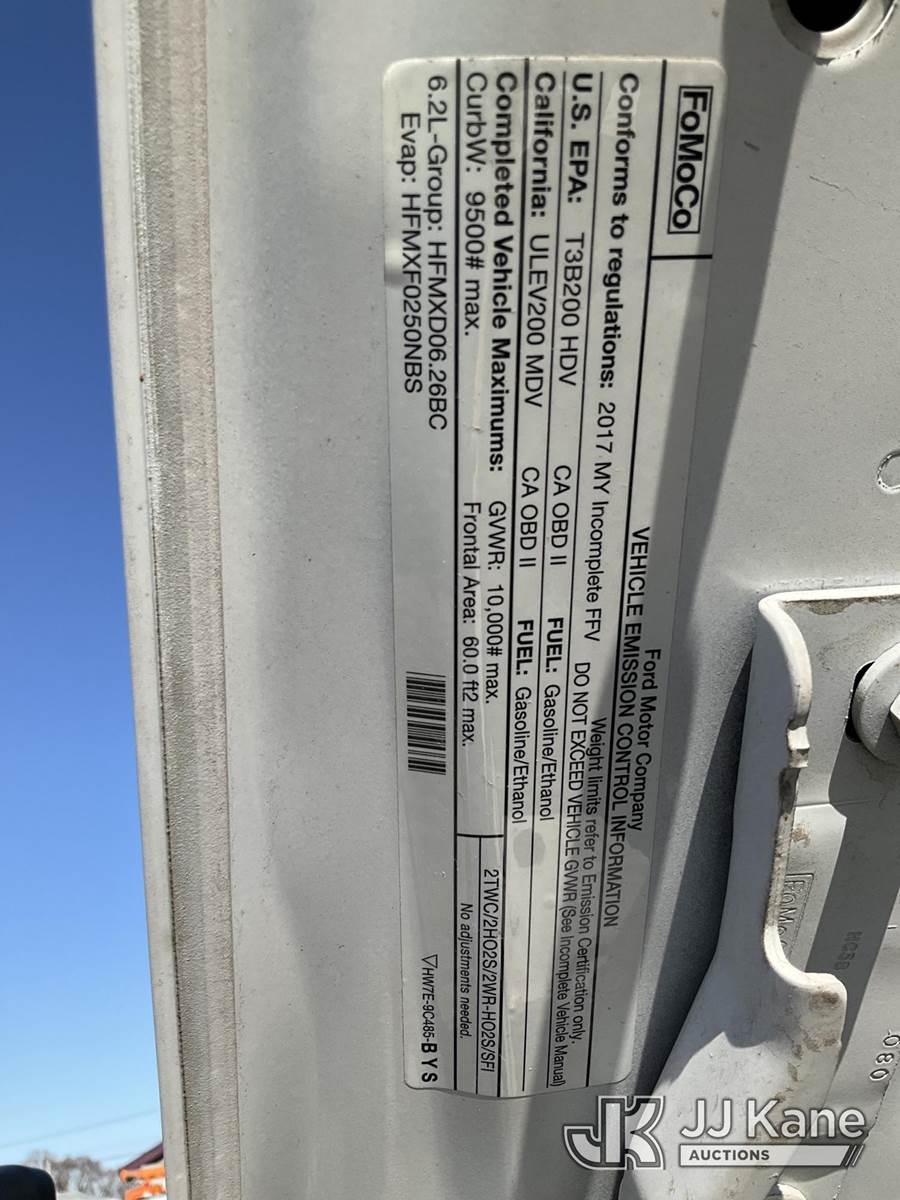 FoMoCo
Ford Motor Company
VEHICLE EMISSION CONTROL INFORMATION
Conforms to regulations: 2017 MY Incomplete FFV
Weight limits refer to Emission Certification only.
DO NOT EXCEED VEHICLE GVWR (See Incomplete Vehicle Manual)
U.S. EPA: T3B200 HDV CA OBD II FUEL: Gasoline/Ethanol
California: ULEV200 MDV CA OBD II FUEL: Gasoline/Ethanol
Completed Vehicle Maximums: GVWR: 10,000# max.
CurbW: 9500# max. Frontal Area: 60.0 ft2 max.
2TWC/2HO2S/2WR-HO2S/SFI
No adjustments needed.
6.2L-Group: HFMXD06.26BC
Evap: HFMXF0250NBS
HW7E-9C485-BYS
080
JK JJ Kane
AUCTIONS